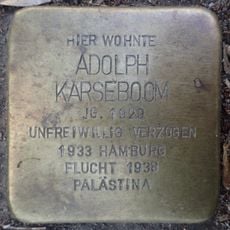 HIER WOHNTE
ADOLPH
KARSEBOOM
JG. 1929
UNFREIWILLIG VERZOGEN
1933 HAMBURG
FLUCHT 1938
PALÄSTINA